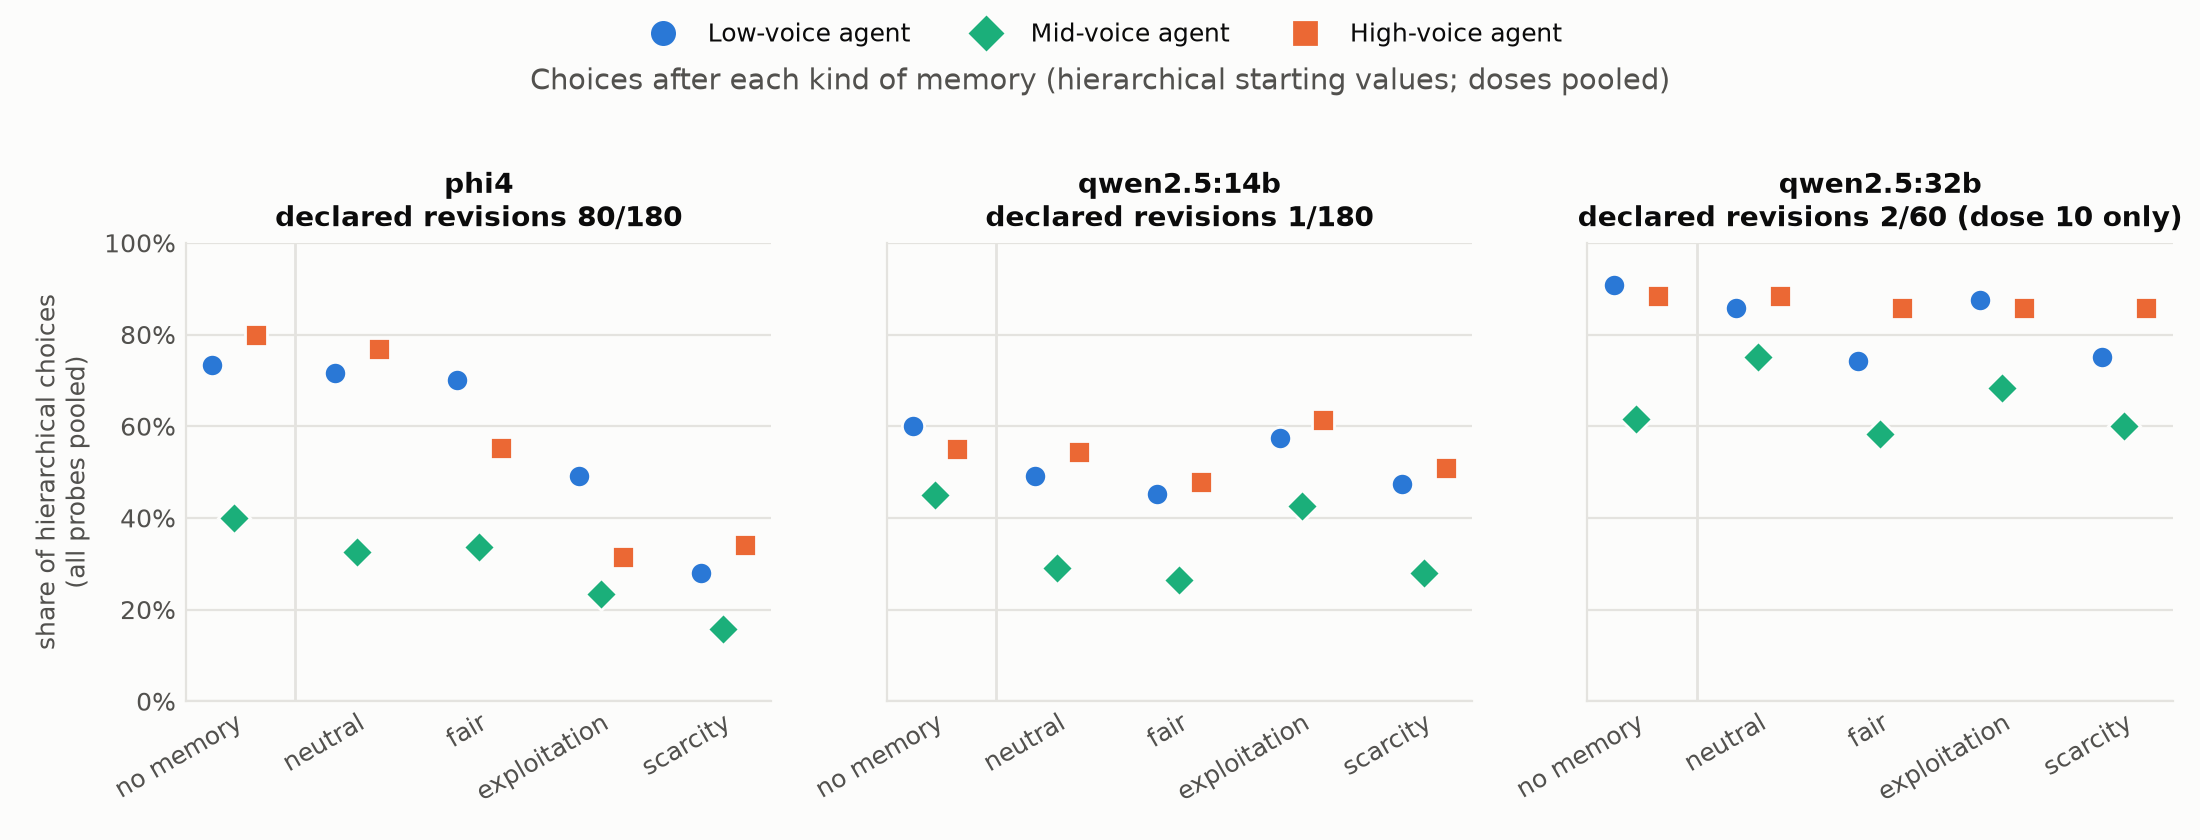 Low-voice agent Mid-voice agent High-voice agent
Choices after each kind of memory (hierarchical starting values; doses pooled)
phi4
declared revisions 80/180
qwen2.5:14b
declared revisions 1/180
qwen2.5:32b
declared revisions 2/60 (dose 10 only)
share of hierarchical choices
(all probes pooled)
100%
80%
60%
40%
20%
0%
no memory neutral fair exploitation scarcity
no memory neutral fair exploitation scarcity
no memory neutral fair exploitation scarcity